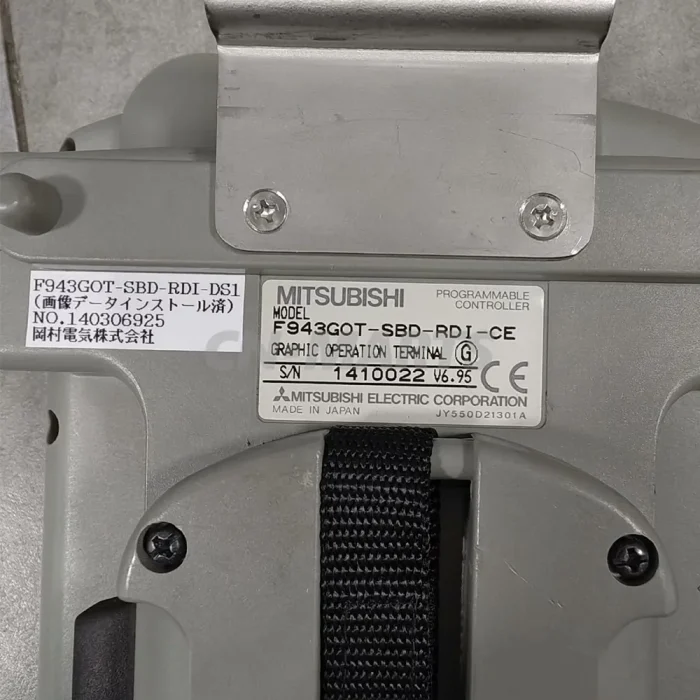 F943GOT-SBD-RDI-DS1
(画像データインストール済)
NO.140306925
岡村電気株式会社
MITSUBISHI
PROGRAMMABLE
CONTROLLER
MODEL
F943GOT-SBD-RDI-CE
GRAPHIC OPERATION TERMINAL G
S/N 1410022 V6.95
CE
MITSUBISHI ELECTRIC CORPORATION
MADE IN JAPAN JY550D21301A